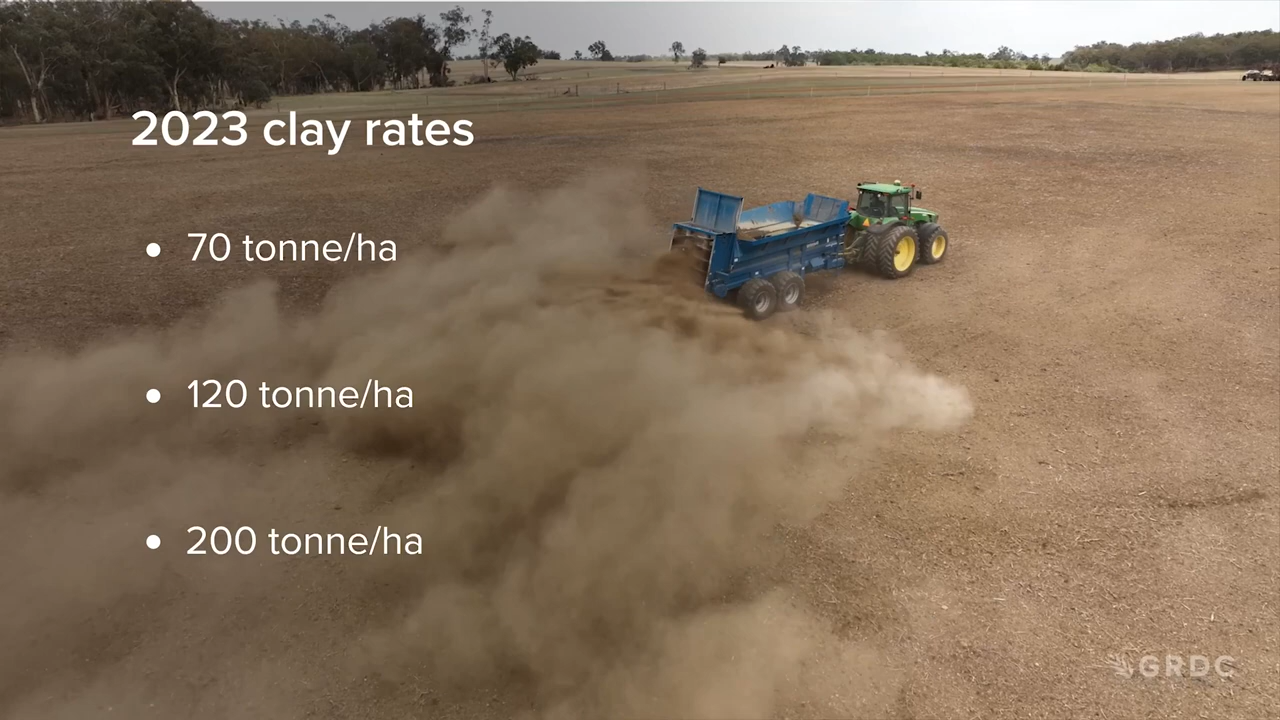 2023 clay rates
• 70 tonne/ha
• 120 tonne/ha
• 200 tonne/ha
GRDC